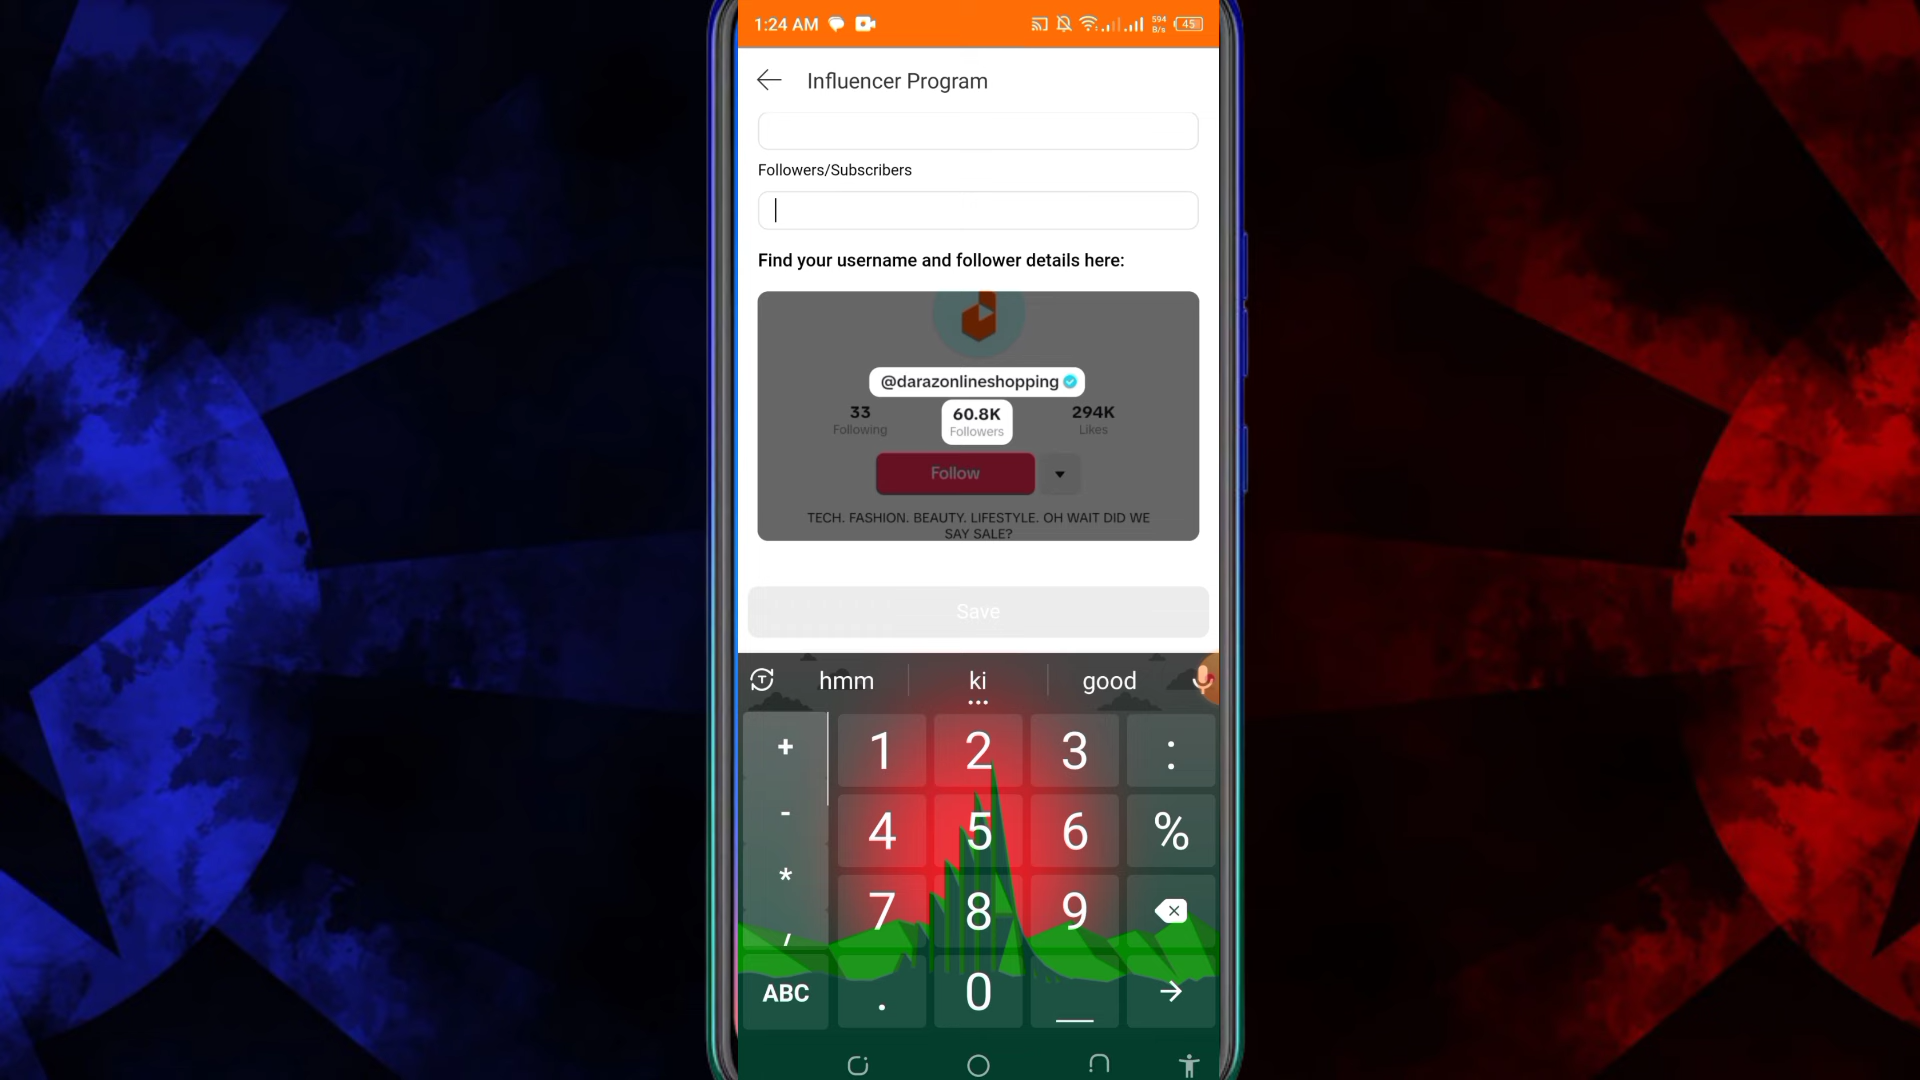 1:24 AM 594 B/s 45
Influencer Program
Followers/Subscribers
Find your username and follower details here:
@darazonlineshopping
33 60.8K 294K
Following Followers Likes
Follow
TECH. FASHION. BEAUTY. LIFESTYLE. OH WAIT DID WE
SAY SALE?
Save
hmm ki good
+ 1 2 3 :
- 4 5 6 %
* 7 8 9
/
ABC . 0